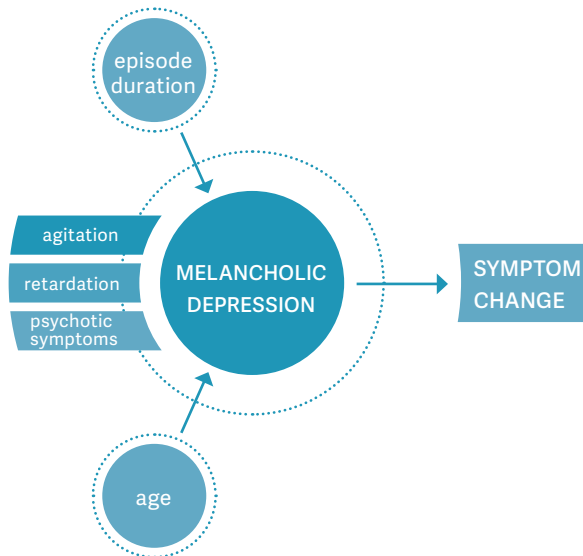 episode
duration
agitation
retardation
psychotic
symptoms
MELANCHOLIC
DEPRESSION
SYMPTOM
CHANGE
age